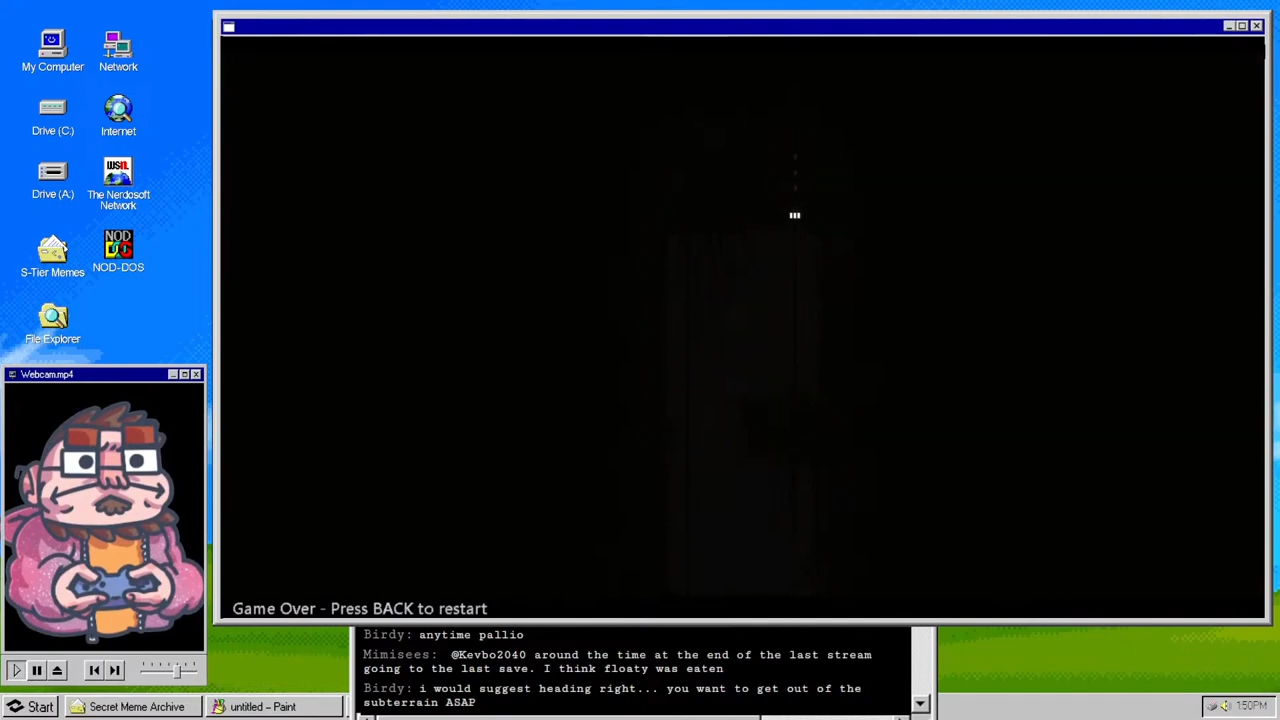 My Computer
Network
Drive (C:)
Internet
Drive (A:)
WSN
The Nerdosoft
Network
S-Tier Memes
NOD
NOD-DOS
File Explorer
Webcam.mp4
Game Over - Press BACK to restart
Birdy: anytime pallio
Mimisees: @Kevbo2040 around the time at the end of the last stream
going to the last save. I think floaty was eaten
Birdy: i would suggest heading right... you want to get out of the
subterrain ASAP
Start
Secret Meme Archive
untitled - Paint
1:50PM